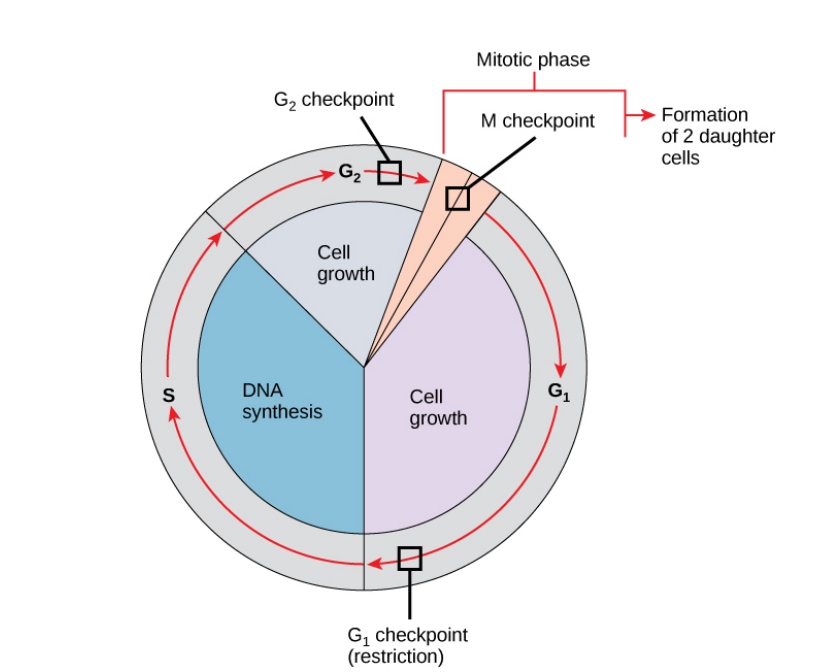 Mitotic phase
G₂ checkpoint
M checkpoint
Formation
of 2 daughter
cells
G₂
Cell
growth
DNA
synthesis
S
Cell
growth
G₁
G₁ checkpoint
(restriction)